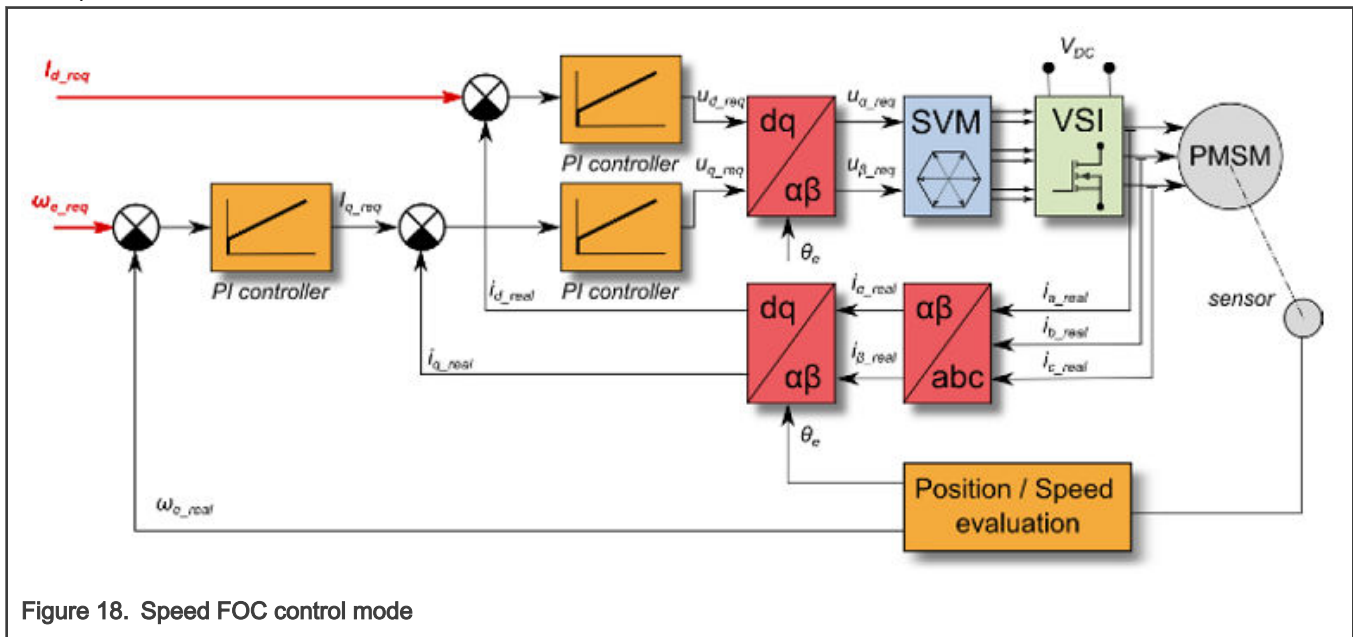 V_DC
I_d_req
u_d_req
u_α_req
dq
SVM
VSI
PI controller
u_q_req
u_β_req
PMSM
ω_e_req
I_q_req
αβ
θ_e
PI controller
PI controller
i_d_real
i_α_real
i_a_real
sensor
dq
αβ
i_b_real
i_q_real
i_β_real
i_c_real
αβ
abc
θ_e
ω_e_real
Position / Speed
evaluation
Figure 18. Speed FOC control mode